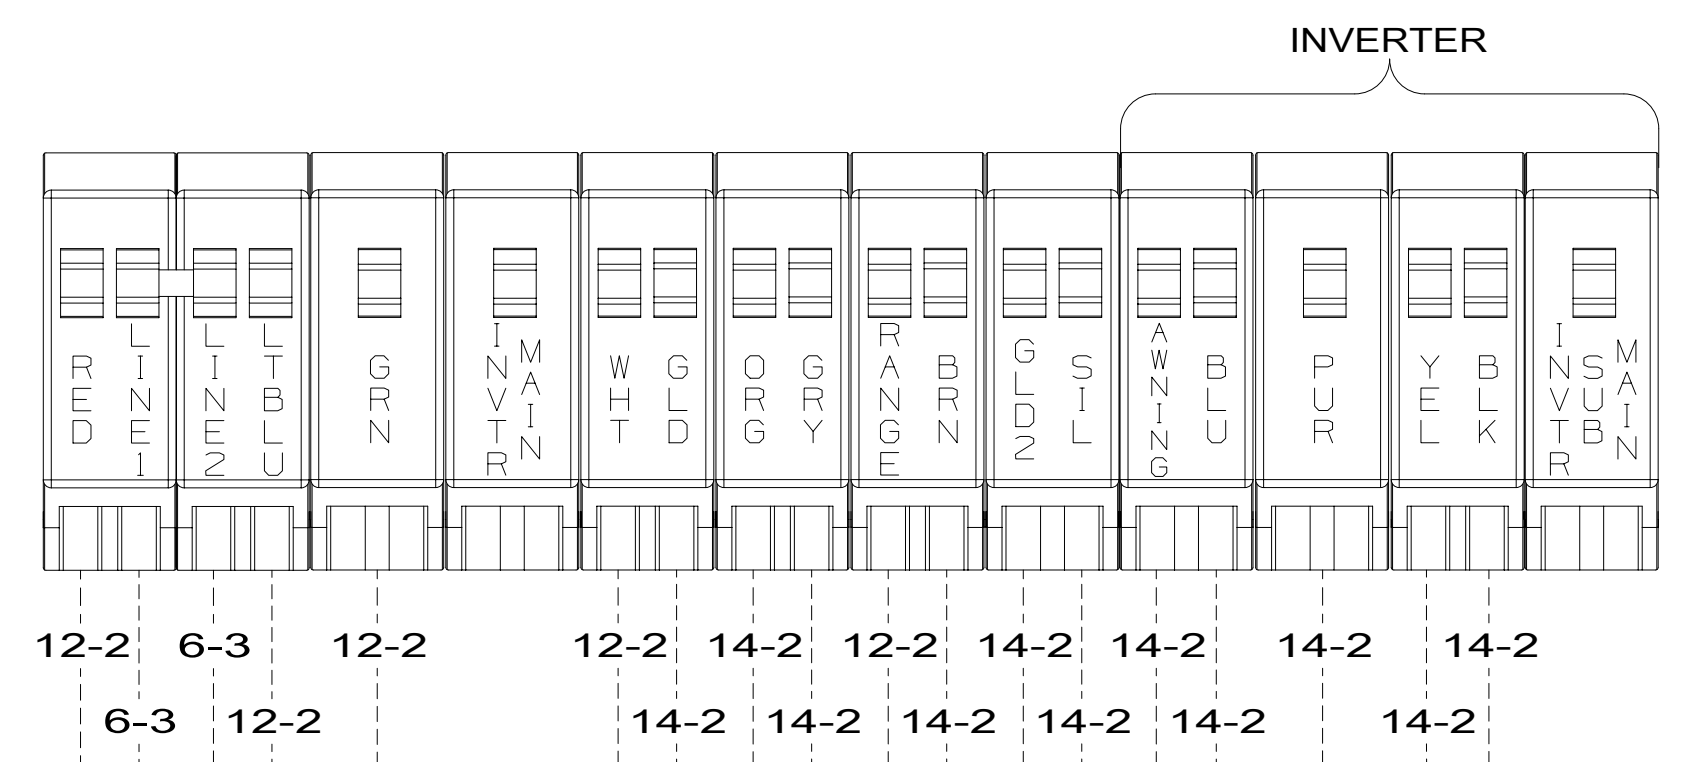 INVERTER
RED
LINE1
LINE2
LTBLU
GRN
INVTR
MAIN
WHT
GLD
ORG
GRY
RANGE
BRN
GLD2
SIL
AWNING
BLU
PUR
YEL
BLK
INVTR
SUB
MAIN
12-2 6-3 12-2 12-2 14-2 12-2 14-2 14-2 14-2 14-2
6-3 12-2 14-2 14-2 14-2 14-2 14-2 14-2